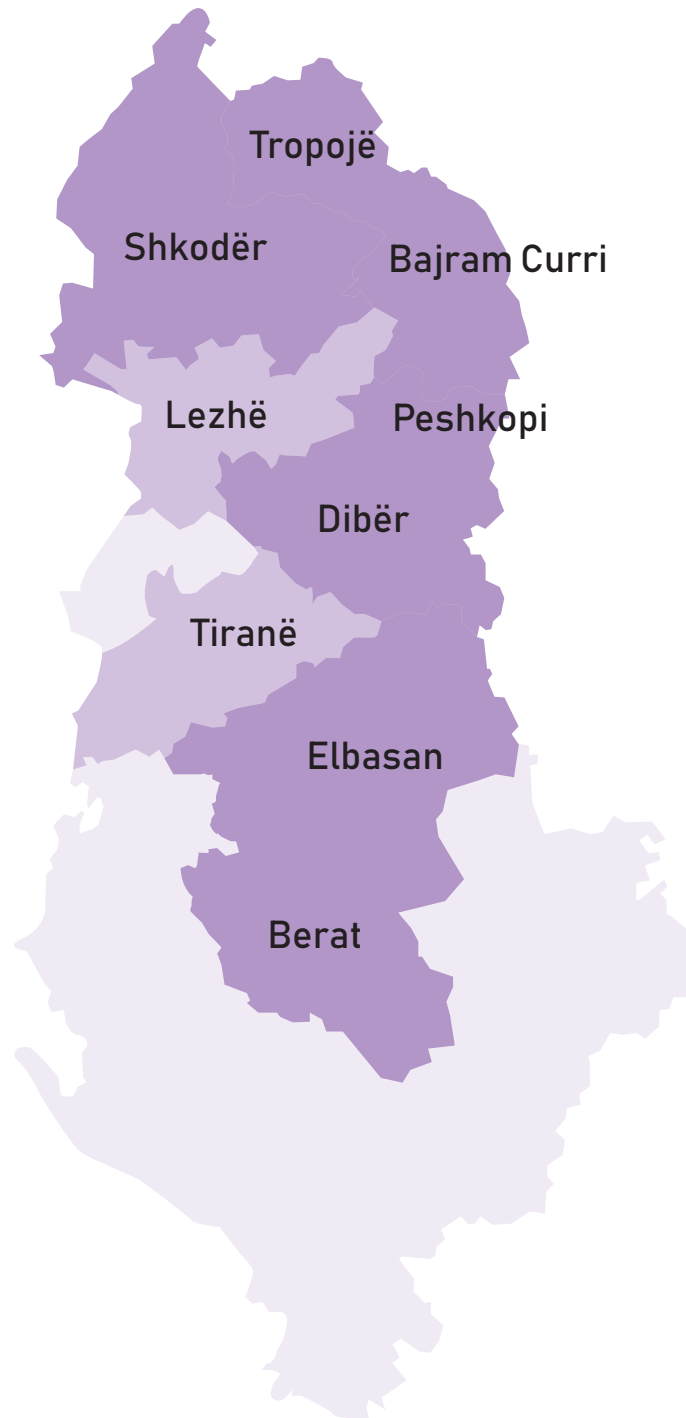 Tropojë
Shkodër
Bajram Curri
Lezhë
Peshkopi
Dibër
Tiranë
Elbasan
Berat